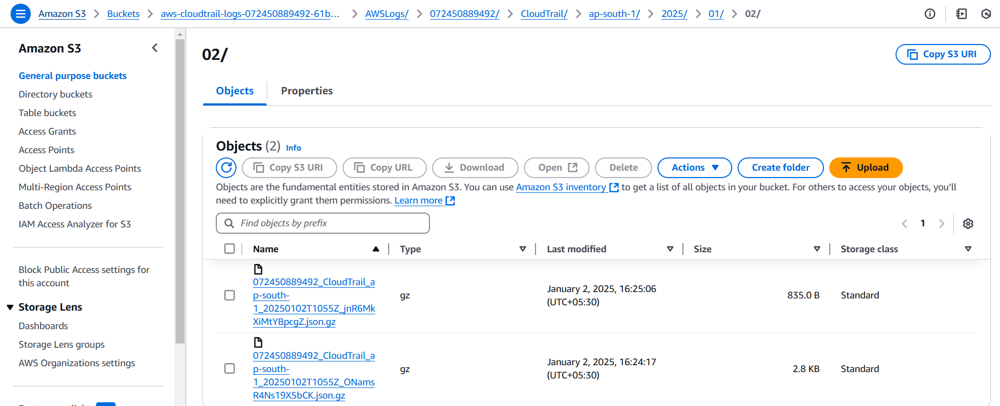 Amazon S3
Buckets
aws-cloudtrail-logs-072450889492-61b...
AWSLogs/
072450889492/
CloudTrail/
ap-south-1/
2025/
01/
02/
Amazon S3
General purpose buckets
Directory buckets
Table buckets
Access Grants
Access Points
Object Lambda Access Points
Multi-Region Access Points
Batch Operations
IAM Access Analyzer for S3
Block Public Access settings for
this account
Storage Lens
Dashboards
Storage Lens groups
AWS Organizations settings
02/
Copy S3 URI
Objects
Properties
Objects (2) Info
Copy S3 URI
Copy URL
Download
Open
Delete
Actions
Create folder
Upload
Objects are the fundamental entities stored in Amazon S3. You can use Amazon S3 inventory to get a list of all objects in your bucket. For others to access your objects, you'll
need to explicitly grant them permissions. Learn more
Find objects by prefix
1
Name
Type
Last modified
Size
Storage class
072450889492_CloudTrail_a
p-south-
1_20250102T1055Z_jnR6Mk
XiMtYBpcgZ.json.gz
gz
January 2, 2025, 16:25:06
(UTC+05:30)
835.0 B
Standard
072450889492_CloudTrail_a
p-south-
1_20250102T1055Z_ONams
R4Ns19X5bCK.json.gz
gz
January 2, 2025, 16:24:17
(UTC+05:30)
2.8 KB
Standard